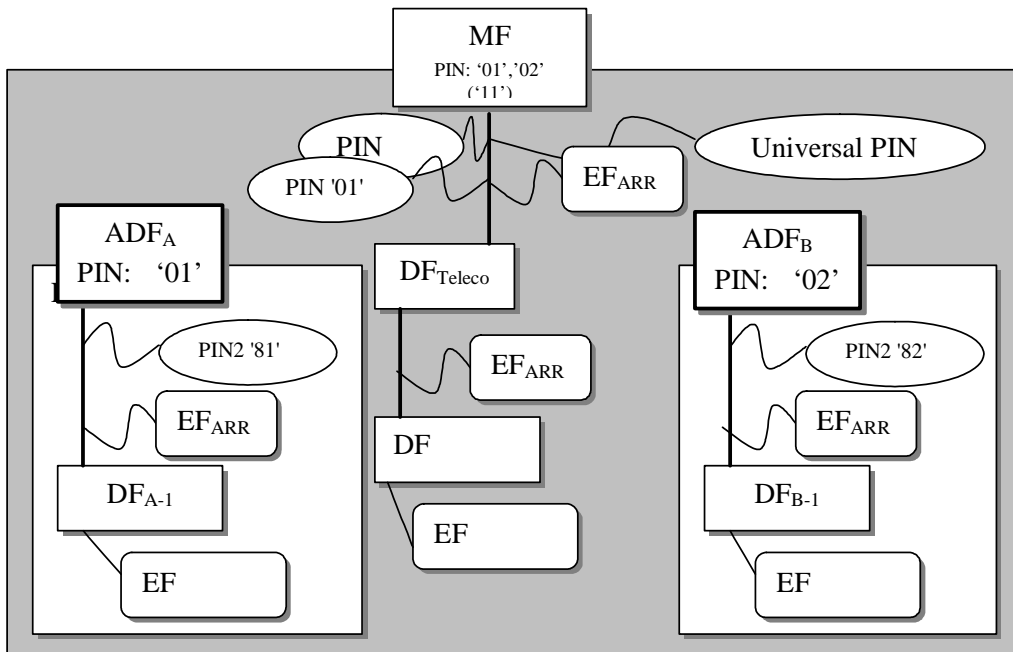 MF
PIN: ‘01’,’02’
(‘11’)
PIN
Universal PIN
PIN '01'
EFARR
ADFA
PIN: ‘01’
DFTeleco
ADFB
PIN: ‘02’
PIN2 '81'
PIN2 '82'
EFARR
EFARR
EFARR
DF
DFA-1
DFB-1
EF
EF
EF